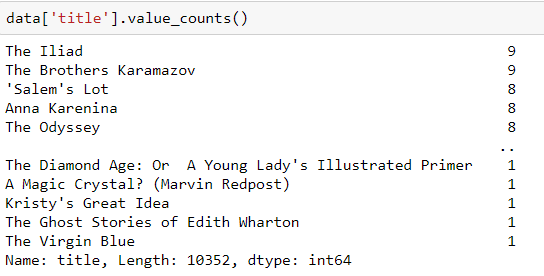 data['title'].value_counts()
The Iliad 9
The Brothers Karamazov 9
'Salem's Lot 8
Anna Karenina 8
The Odyssey 8
..
The Diamond Age: Or  A Young Lady's Illustrated Primer 1
A Magic Crystal? (Marvin Redpost) 1
Kristy's Great Idea 1
The Ghost Stories of Edith Wharton 1
The Virgin Blue 1
Name: title, Length: 10352, dtype: int64